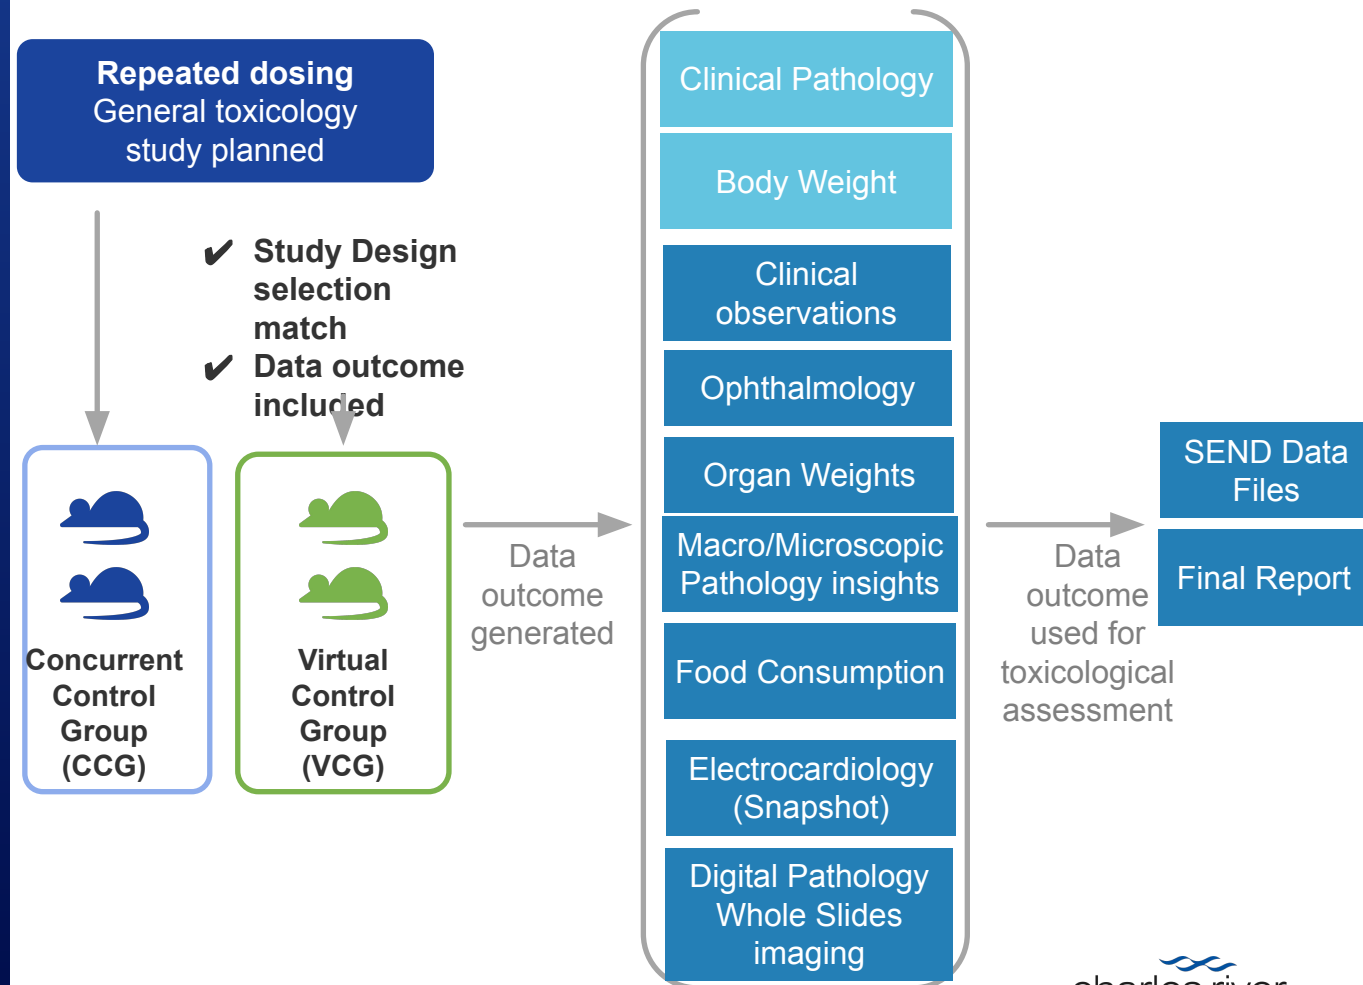 Repeated dosing
General toxicology
study planned
✔ Study Design
selection
match
✔ Data outcome
included
Concurrent
Control
Group
(CCG)
Virtual
Control
Group
(VCG)
Data
outcome
generated
Clinical Pathology
Body Weight
Clinical
observations
Ophthalmology
Organ Weights
Macro/Microscopic
Pathology insights
Food Consumption
Electrocardiology
(Snapshot)
Digital Pathology
Whole Slides
imaging
Data
outcome
used for
toxicological
assessment
SEND Data
Files
Final Report
charles river